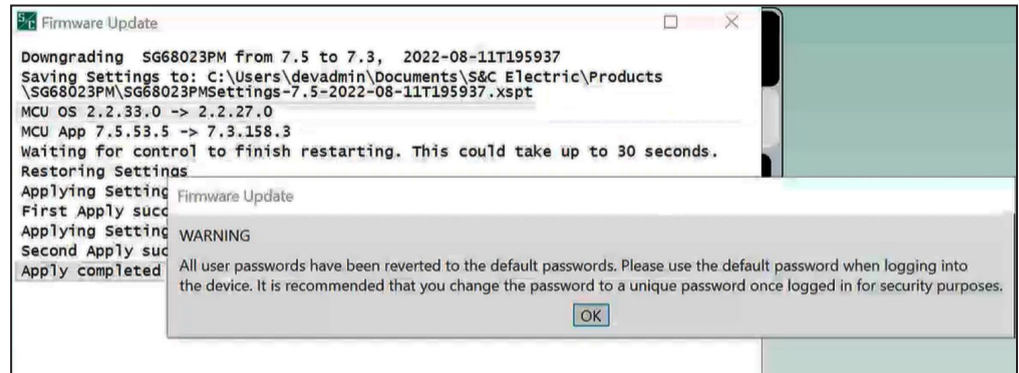 Firmware Update
Downgrading SG68023PM from 7.5 to 7.3, 2022-08-11T195937
Saving Settings to: C:\Users\devadmin\Documents\S&C Electric\Products
\SG68023PM\SG68023PMSettings-7.5-2022-08-11T195937.xspt
MCU OS 2.2.33.0 -> 2.2.27.0
MCU App 7.5.53.5 -> 7.3.158.3
Waiting for control to finish restarting. This could take up to 30 seconds.
Restoring Settings
Applying Setting
First Apply succ
Applying Setting
Second Apply suc
Apply completed
Firmware Update
WARNING
All user passwords have been reverted to the default passwords. Please use the default password when logging into
the device. It is recommended that you change the password to a unique password once logged in for security purposes.
OK